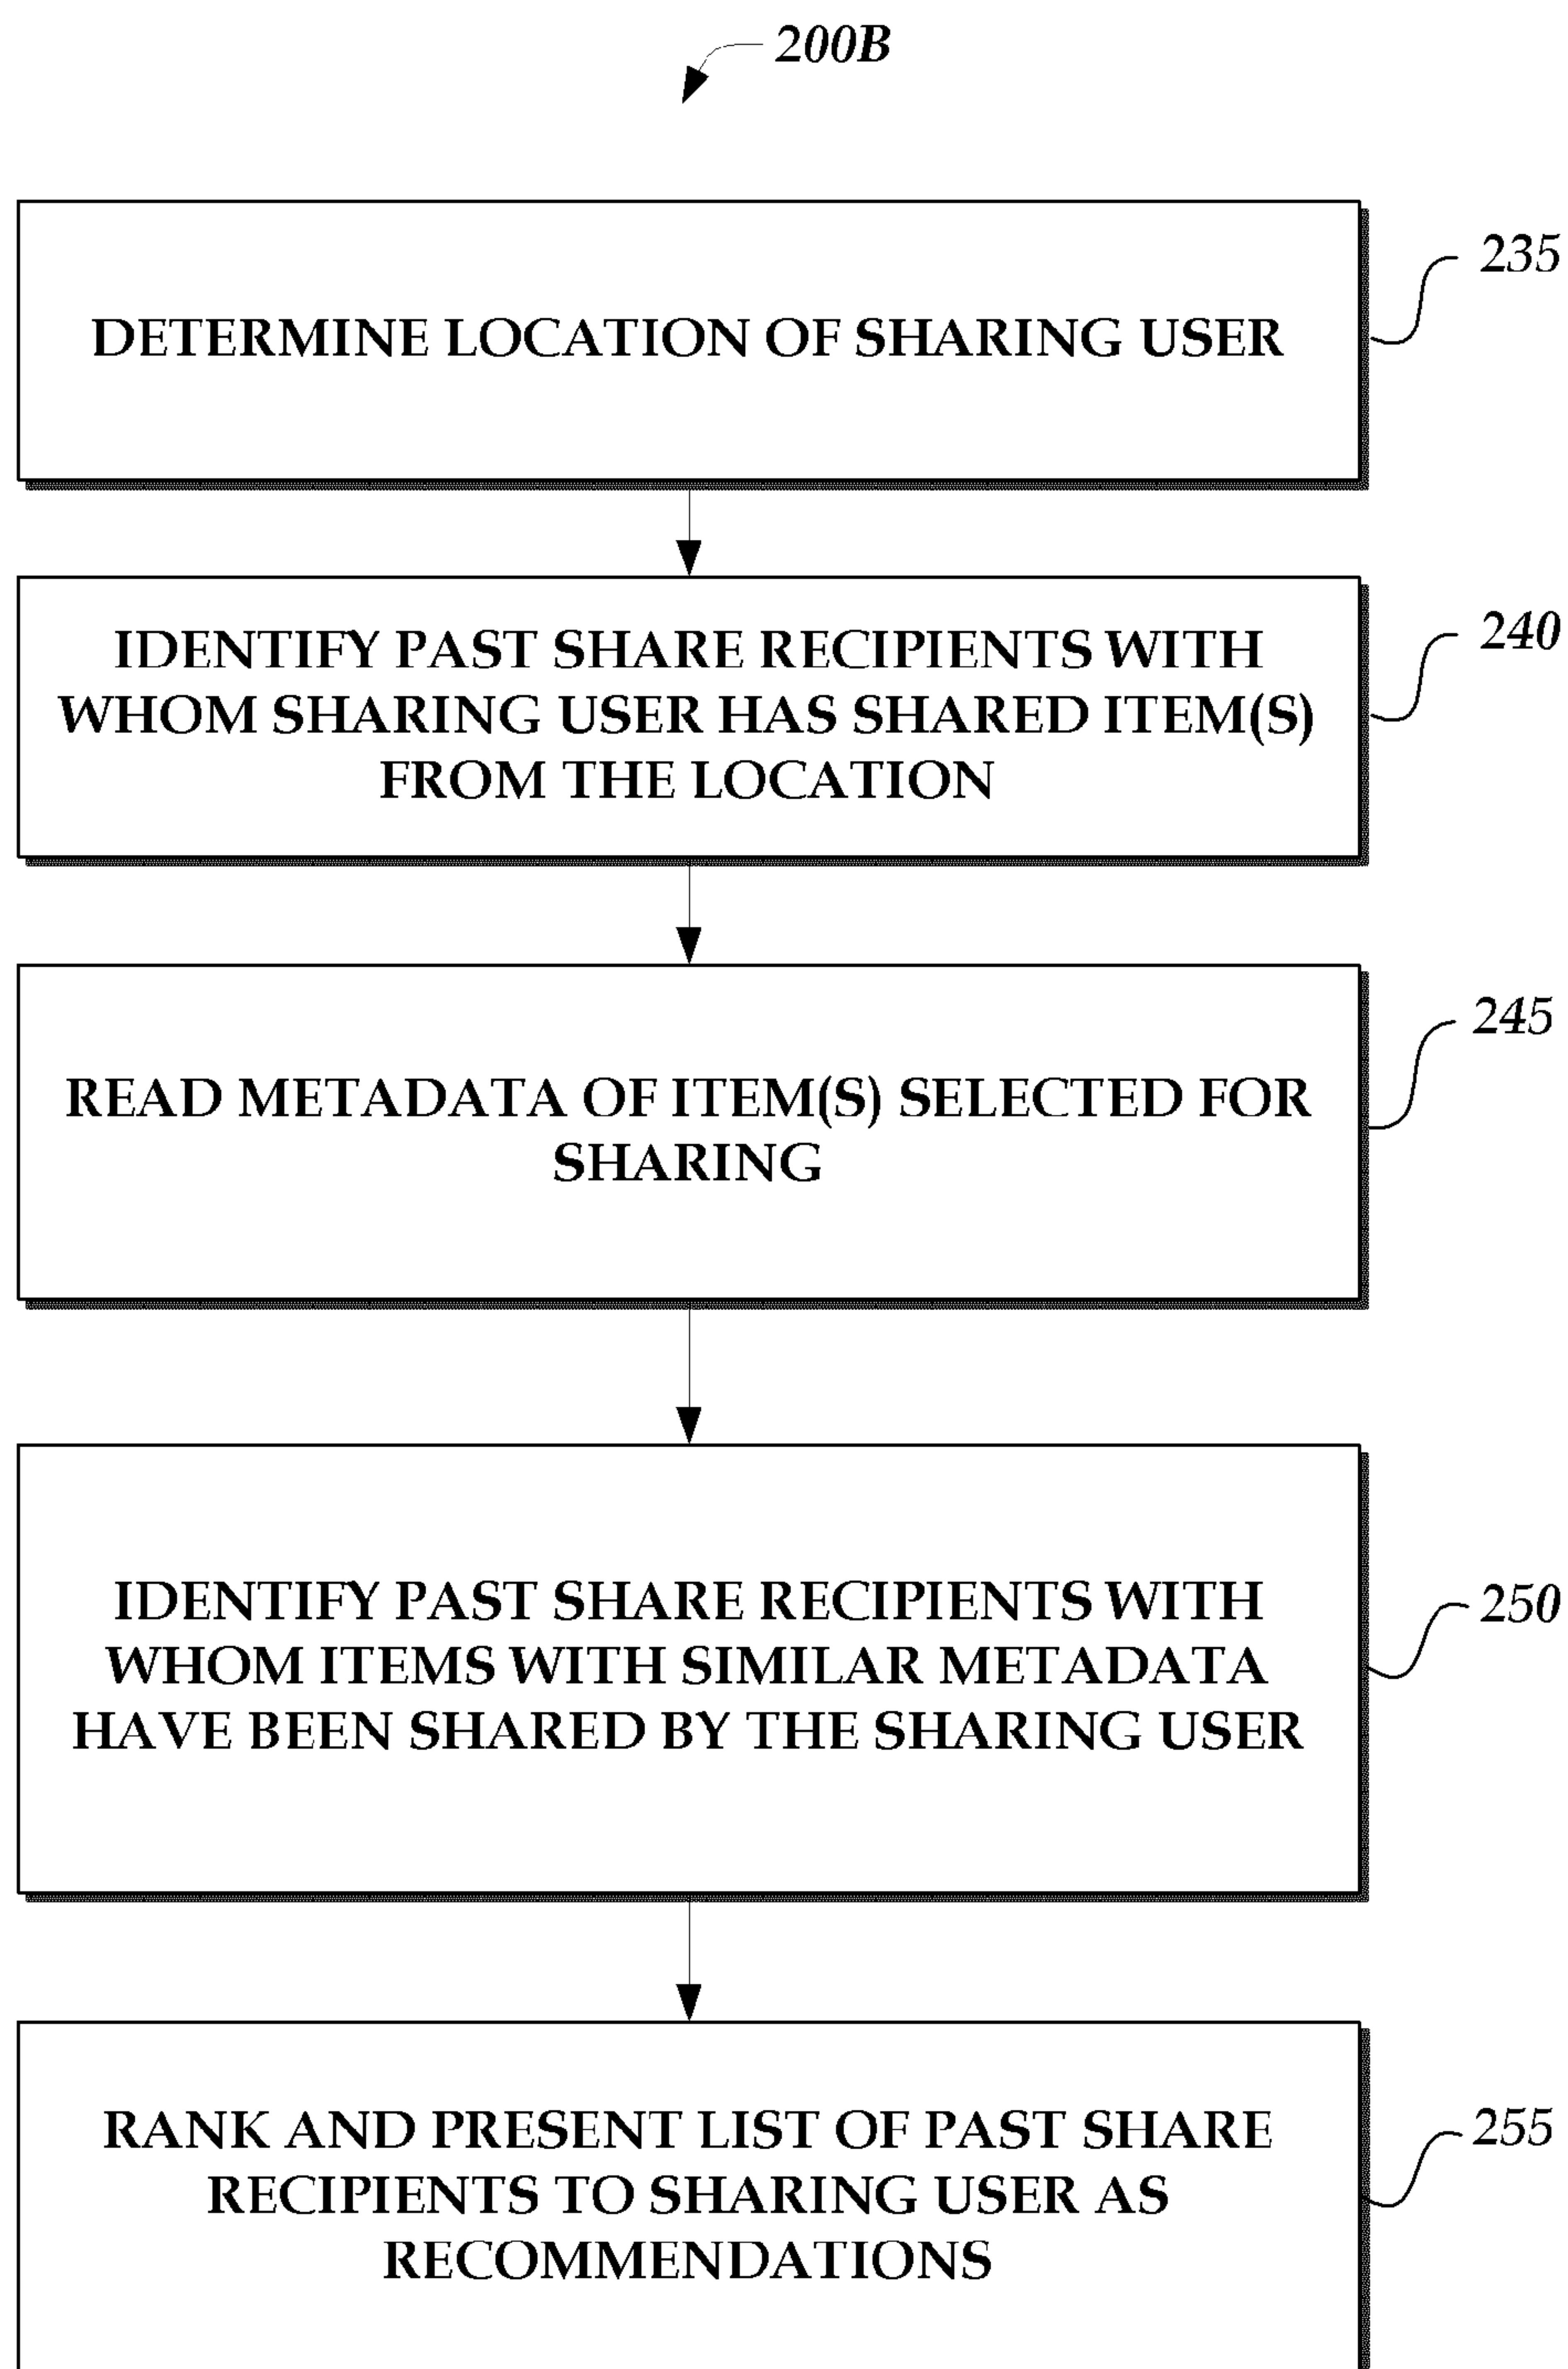 200B
DETERMINE LOCATION OF SHARING USER
235
IDENTIFY PAST SHARE RECIPIENTS WITH
WHOM SHARING USER HAS SHARED ITEM(S)
FROM THE LOCATION
240
READ METADATA OF ITEM(S) SELECTED FOR
SHARING
245
IDENTIFY PAST SHARE RECIPIENTS WITH
WHOM ITEMS WITH SIMILAR METADATA
HAVE BEEN SHARED BY THE SHARING USER
250
RANK AND PRESENT LIST OF PAST SHARE
RECIPIENTS TO SHARING USER AS
RECOMMENDATIONS
255